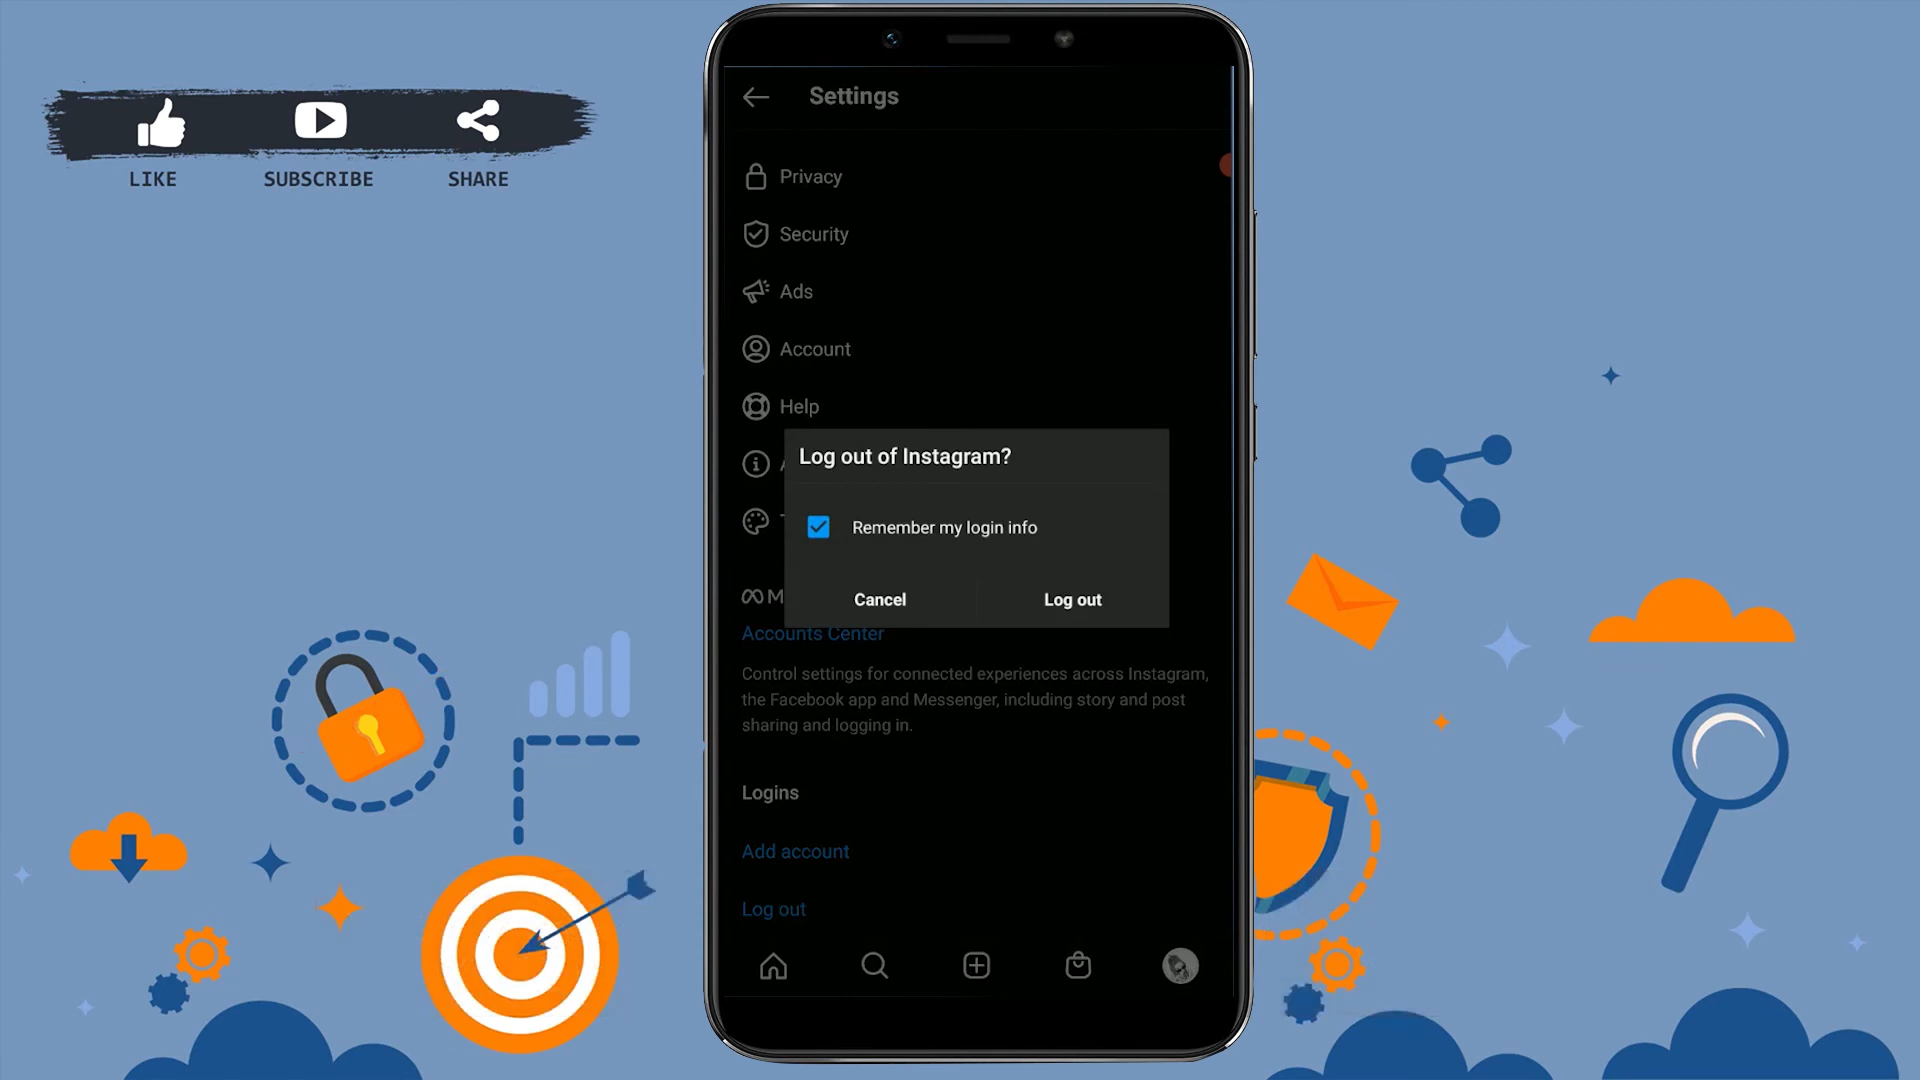 LIKE
SUBSCRIBE
SHARE
Settings
Privacy
Security
Ads
Account
Help
Log out of Instagram?
Remember my login info
Cancel
Log out
M
Accounts Center
Control settings for connected experiences across Instagram,
the Facebook app and Messenger, including story and post
sharing and logging in.
Logins
Add account
Log out